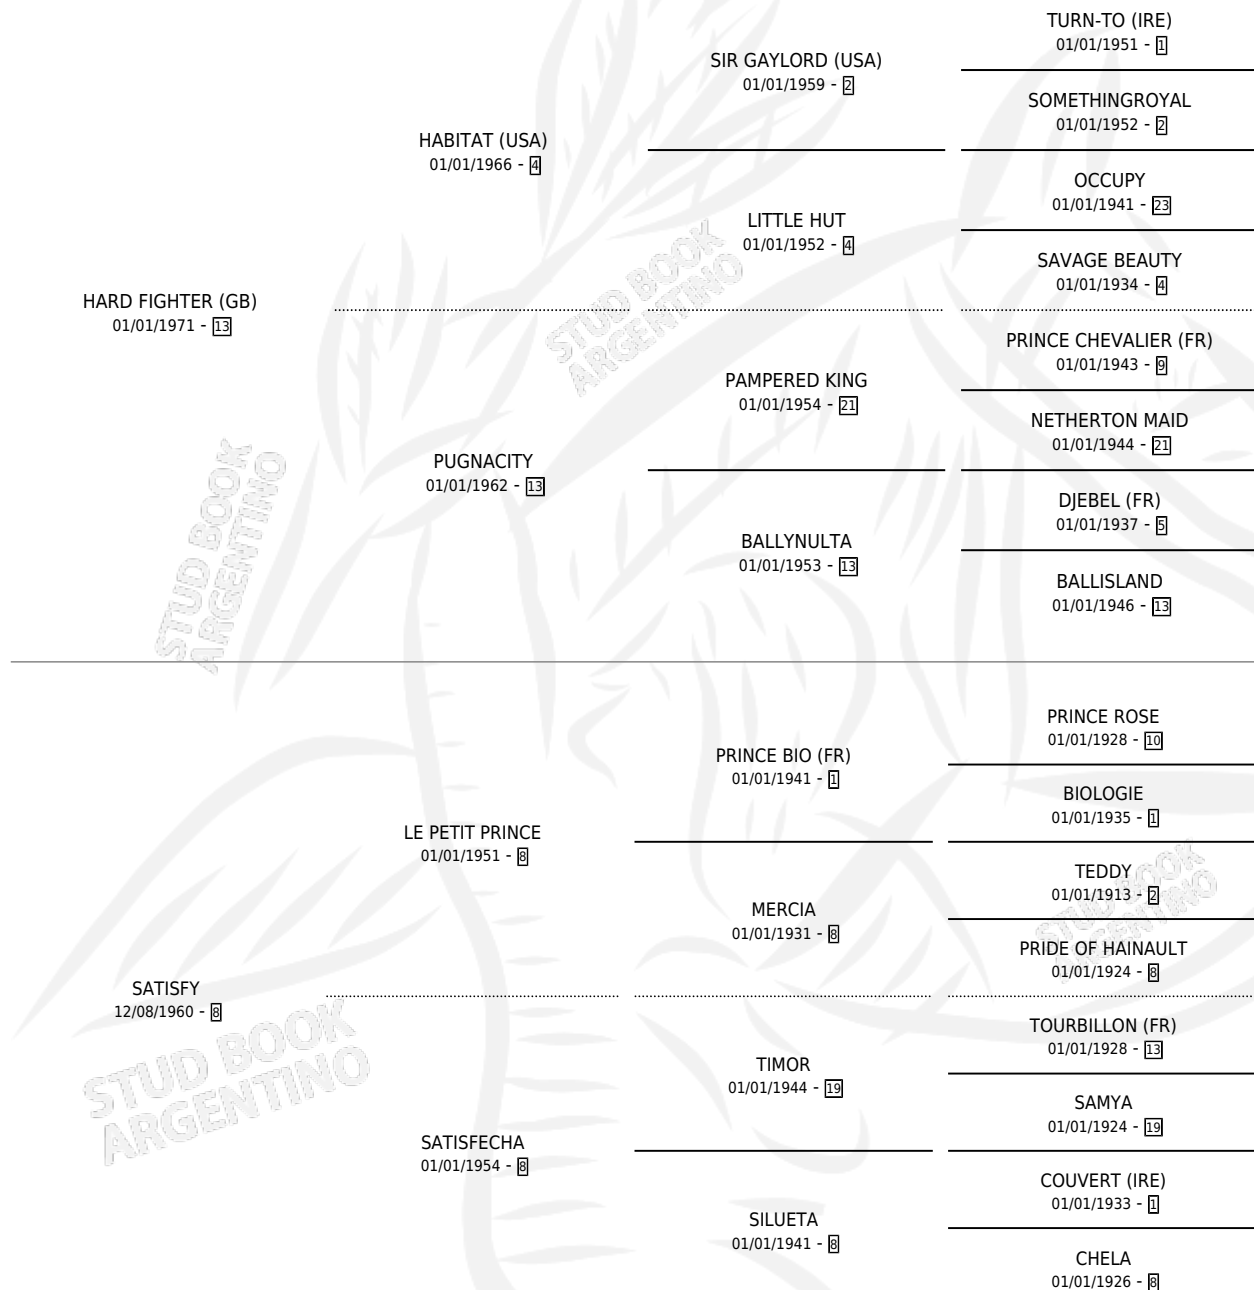 TURN-TO (IRE)
01/01/1951 - 1
SIR GAYLORD (USA)
01/01/1959 - 2
SOMETHINGROYAL
01/01/1952 - 2
HABITAT (USA)
01/01/1966 - 4
OCCUPY
01/01/1941 - 23
LITTLE HUT
01/01/1952 - 4
SAVAGE BEAUTY
01/01/1934 - 4
HARD FIGHTER (GB)
01/01/1971 - 13
PRINCE CHEVALIER (FR)
01/01/1943 - 9
PAMPERED KING
01/01/1954 - 21
NETHERTON MAID
01/01/1944 - 21
PUGNACITY
01/01/1962 - 13
DJEBEL (FR)
01/01/1937 - 5
BALLYNULTA
01/01/1953 - 13
BALLISLAND
01/01/1946 - 13
PRINCE ROSE
01/01/1928 - 10
PRINCE BIO (FR)
01/01/1941 - 1
BIOLOGIE
01/01/1935 - 1
LE PETIT PRINCE
01/01/1951 - 8
TEDDY
01/01/1913 - 2
MERCIA
01/01/1931 - 8
PRIDE OF HAINAULT
01/01/1924 - 8
SATISFY
12/08/1960 - 8
TOURBILLON (FR)
01/01/1928 - 13
TIMOR
01/01/1944 - 19
SAMYA
01/01/1924 - 19
SATISFECHA
01/01/1954 - 8
COUVERT (IRE)
01/01/1933 - 1
SILUETA
01/01/1941 - 8
CHELA
01/01/1926 - 8
STUD BOOK
ARGENTINO
STUD BOOK
ARGENTINO
STUD BOOK
ARGENTINO
STUD BOOK
ARGENTINO